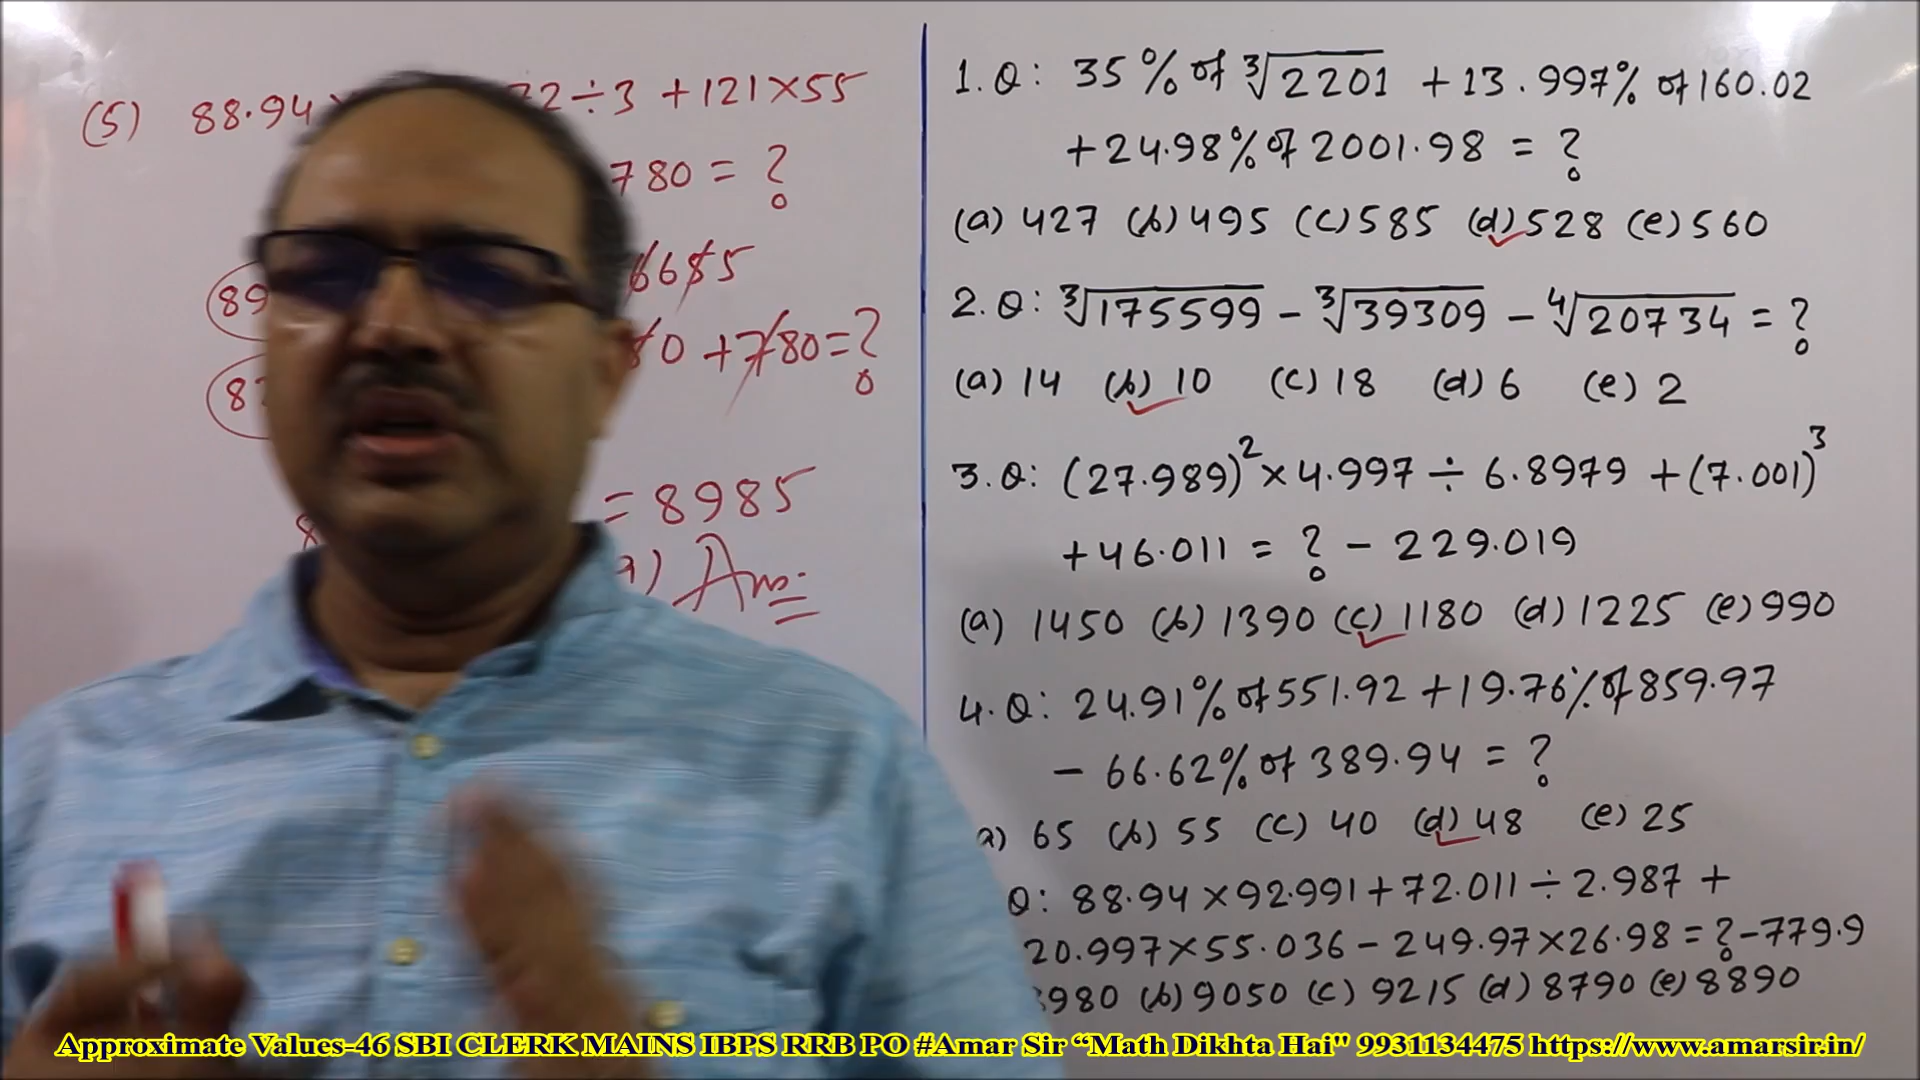 (5) 88.94 72÷3 +121×55
780 = ?
89 6685
80 +780=?
87
8 = 8985
a) Ans.
1.Q: 35% of ∛2201 +13.997% of 160.02
+24.98% of 2001.98 = ?
(a) 427 (b) 495 (c) 585 (d) 528 (e) 560
2.Q: ∛175599 - ∛39309 - ∜20734 = ?
(a) 14 (b) 10 (c) 18 (d) 6 (e) 2
3.Q: (27.989)² × 4.997 ÷ 6.8979 + (7.001)³
+46.011 = ? - 229.019
(a) 1450 (b) 1390 (c) 1180 (d) 1225 (e) 990
4.Q: 24.91% of 551.92 + 19.76% of 859.97
- 66.62% of 389.94 = ?
a) 65 (b) 55 (c) 40 (d) 48 (e) 25
Q: 88.94 × 92.991 + 72.011 ÷ 2.987 +
20.997 × 55.036 - 249.97 × 26.98 = ? - 779.9
8980 (b) 9050 (c) 9215 (d) 8790 (e) 8890
Approximate Values-46 SBI CLERK MAINS IBPS RRB PO #Amar Sir “Math Dikhta Hai" 9931134475 https://www.amarsir.in/